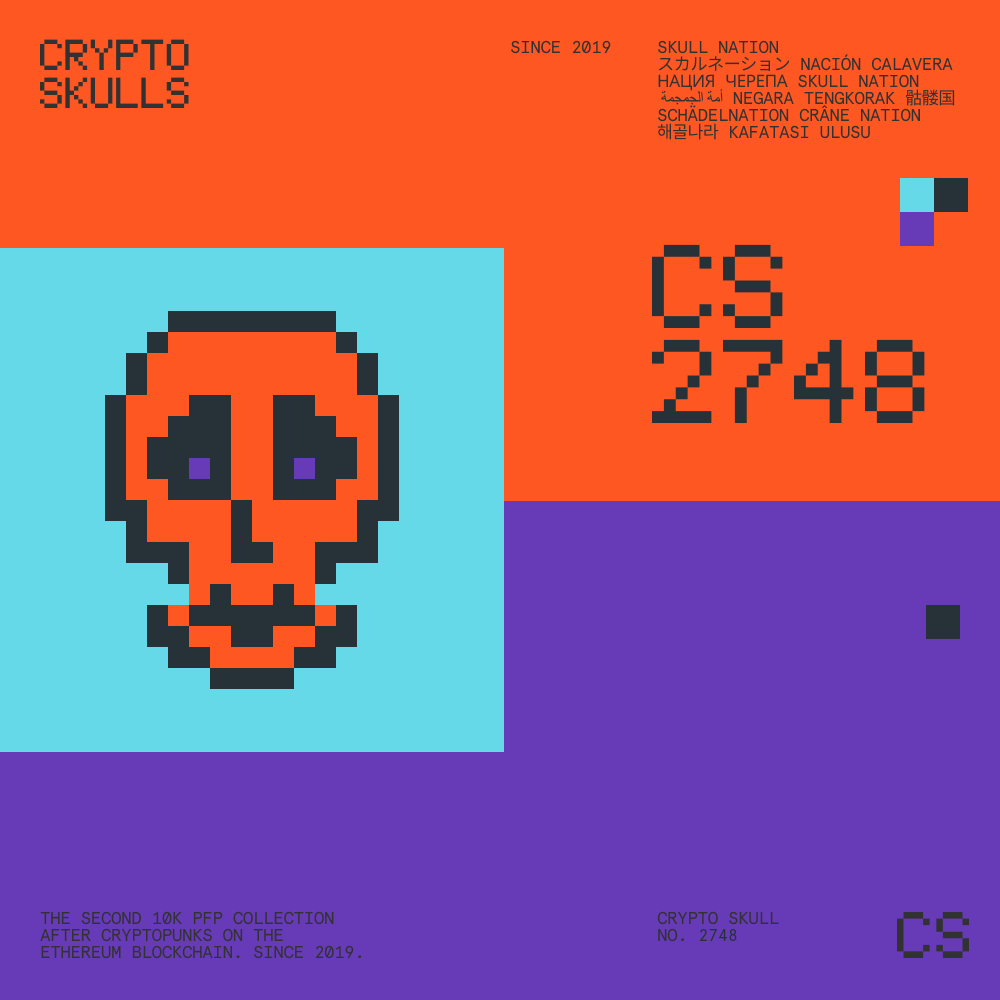 CRYPTO
SKULLS
SINCE 2019
SKULL NATION
スカルネーション NACIÓN CALAVERA
НАЦИЯ ЧЕРЕПА SKULL NATION
أمة الجمجمة NEGARA TENGKORAK 骷髅国
SCHÄDELNATION CRÂNE NATION
해골나라 KAFATASI ULUSU
CS
2748
THE SECOND 10K PFP COLLECTION
AFTER CRYPTOPUNKS ON THE
ETHEREUM BLOCKCHAIN. SINCE 2019.
CRYPTO SKULL
NO. 2748
CS